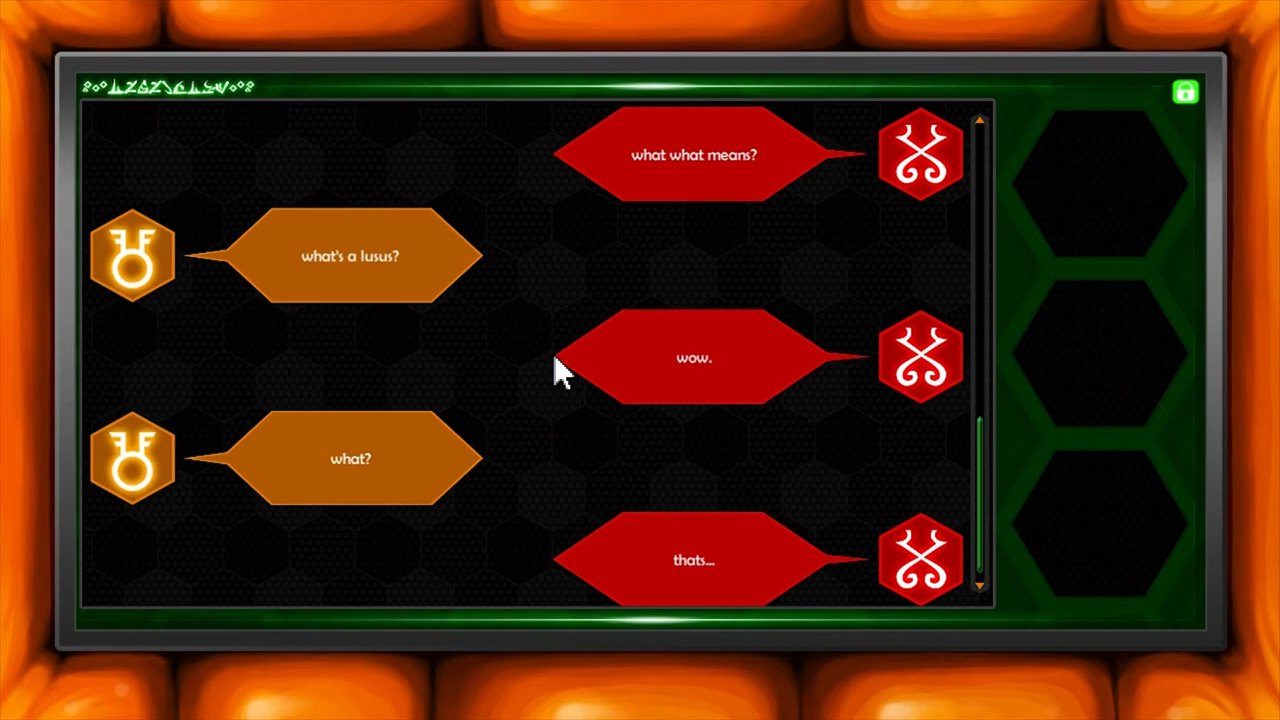 what what means?
what's a lusus?
wow.
what?
thats...